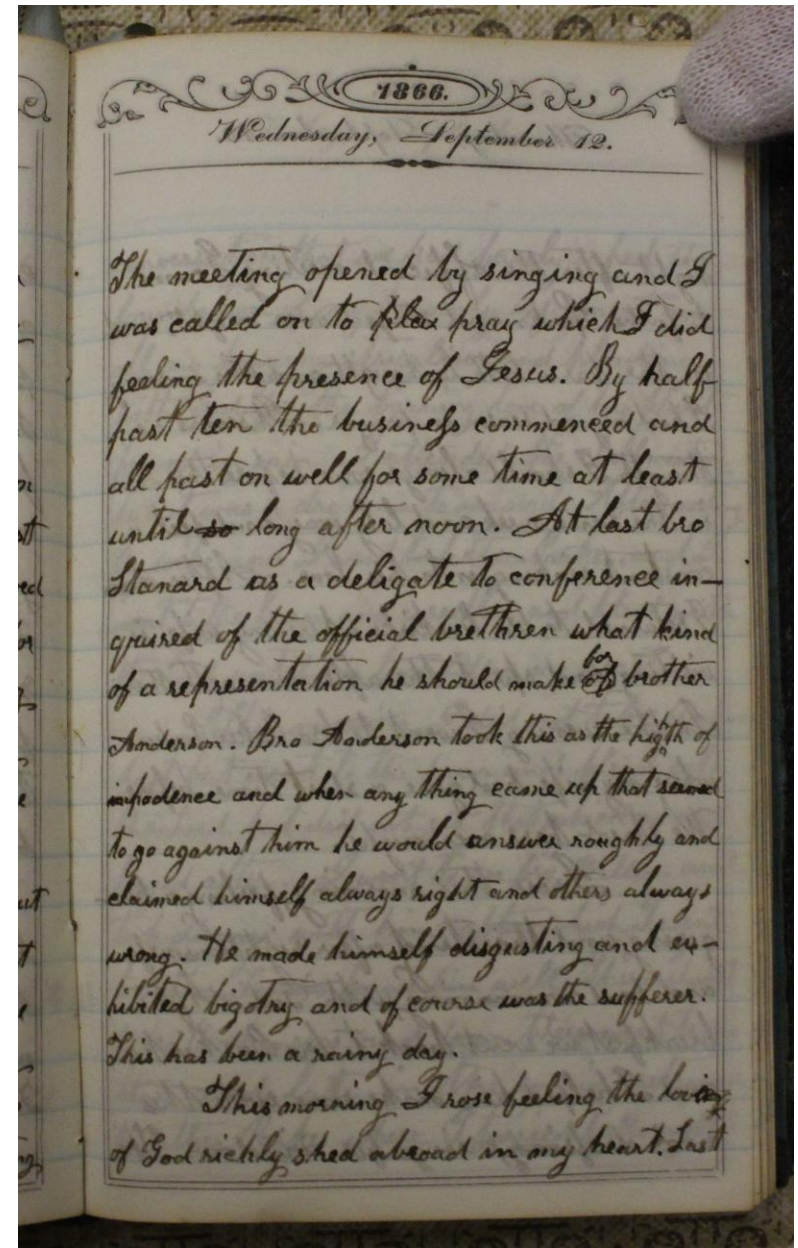 1866.
Wednesday, September 12.
The meeting opened by singing and I
was called on to plea pray which I did
feeling the presence of Jesus. By half
past ten the business commenced and
all past on well for some time at least
until so long after noon. At last bro
Stanard as a deligate to conference in-
quired of the official brethren what kind
of a representation he should make of for brother
Anderson. Bro Anderson took this as the higth of
impodence and when any thing came up that seemed
to go against him he would answer roughly and
claimed himself always right and others always
wrong. He made himself disgusting and ex-
hibited bigotry and of course was the sufferer.
This has been a rainy day.
This morning I rose feeling the
of God richly shed abroad in my heart. Last